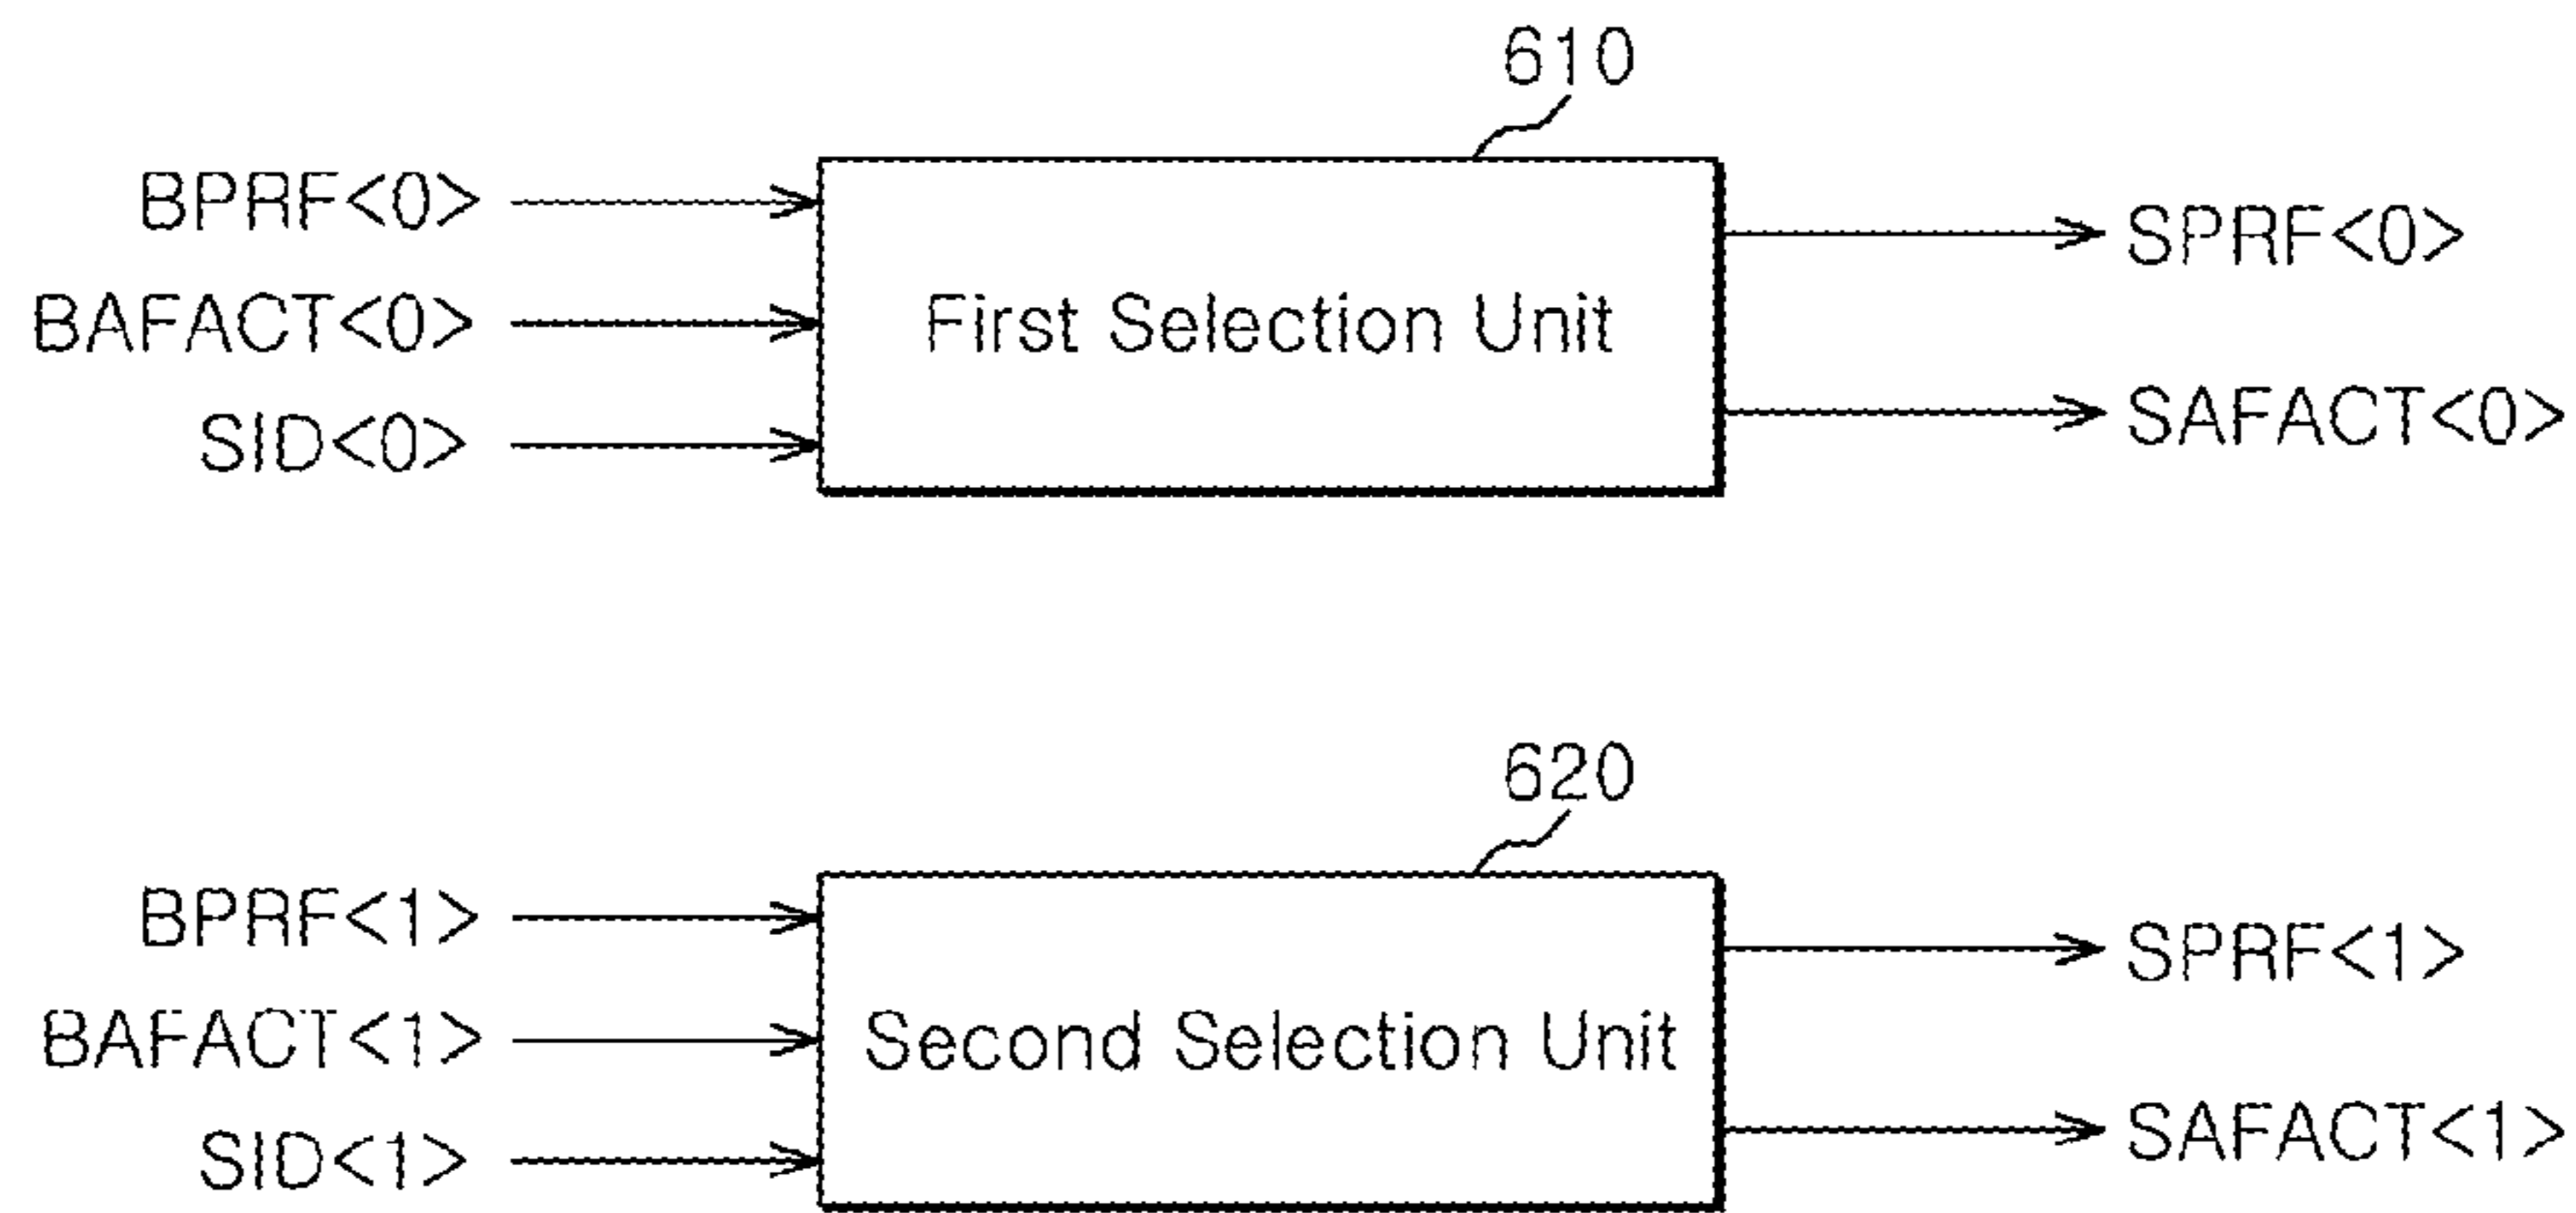 610
BPRF<0>
BAFACT<0>
SID<0>
First Selection Unit
SPRF<0>
SAFACT<0>
620
BPRF<1>
BAFACT<1>
SID<1>
Second Selection Unit
SPRF<1>
SAFACT<1>